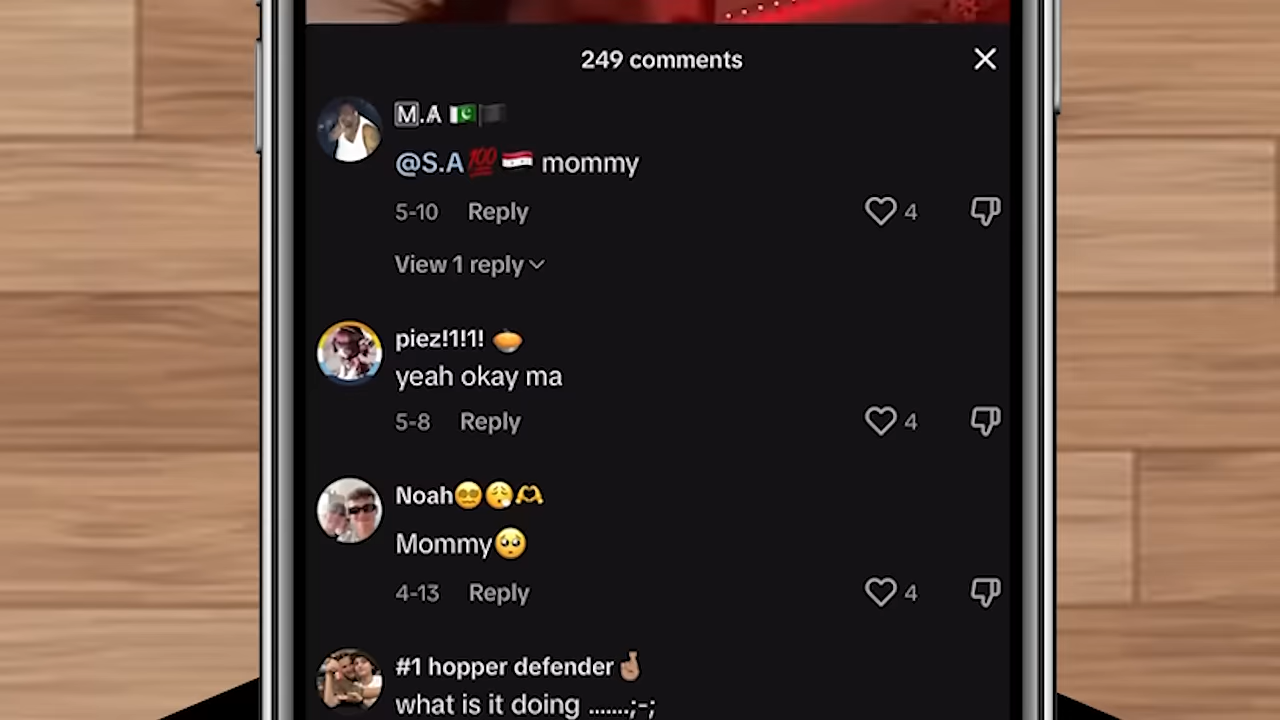 249 comments
🄼.𝔸 🇵🇰🏴
@S.A💯🇸🇾 mommy
5-10 Reply 4
View 1 reply
piez!1!1! 🥧
yeah okay ma
5-8 Reply 4
Noah😵‍💫😮‍💨🫶
Mommy🥺
4-13 Reply 4
#1 hopper defender🤞🏽
what is it doing .......;-;